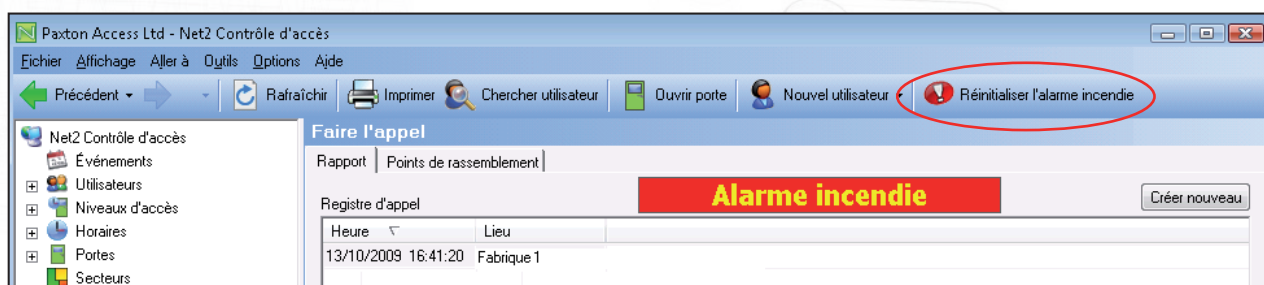 Paxton Access Ltd - Net2 Contrôle d'accès
Fichier Affichage Aller à Outils Options Ajde
Précédent Rafraîchir Imprimer Chercher utilisateur Ouvrir porte Nouvel utilisateur Réinitialiser l'alarme incendie
Net2 Contrôle d'accès
Événements
Utilisateurs
Niveaux d'accès
Horaires
Portes
Secteurs
Faire l'appel
Rapport Points de rassemblement
Registre d'appel Alarme incendie Créer nouveau
Heure Lieu
13/10/2009 16:41:20 Fabrique 1